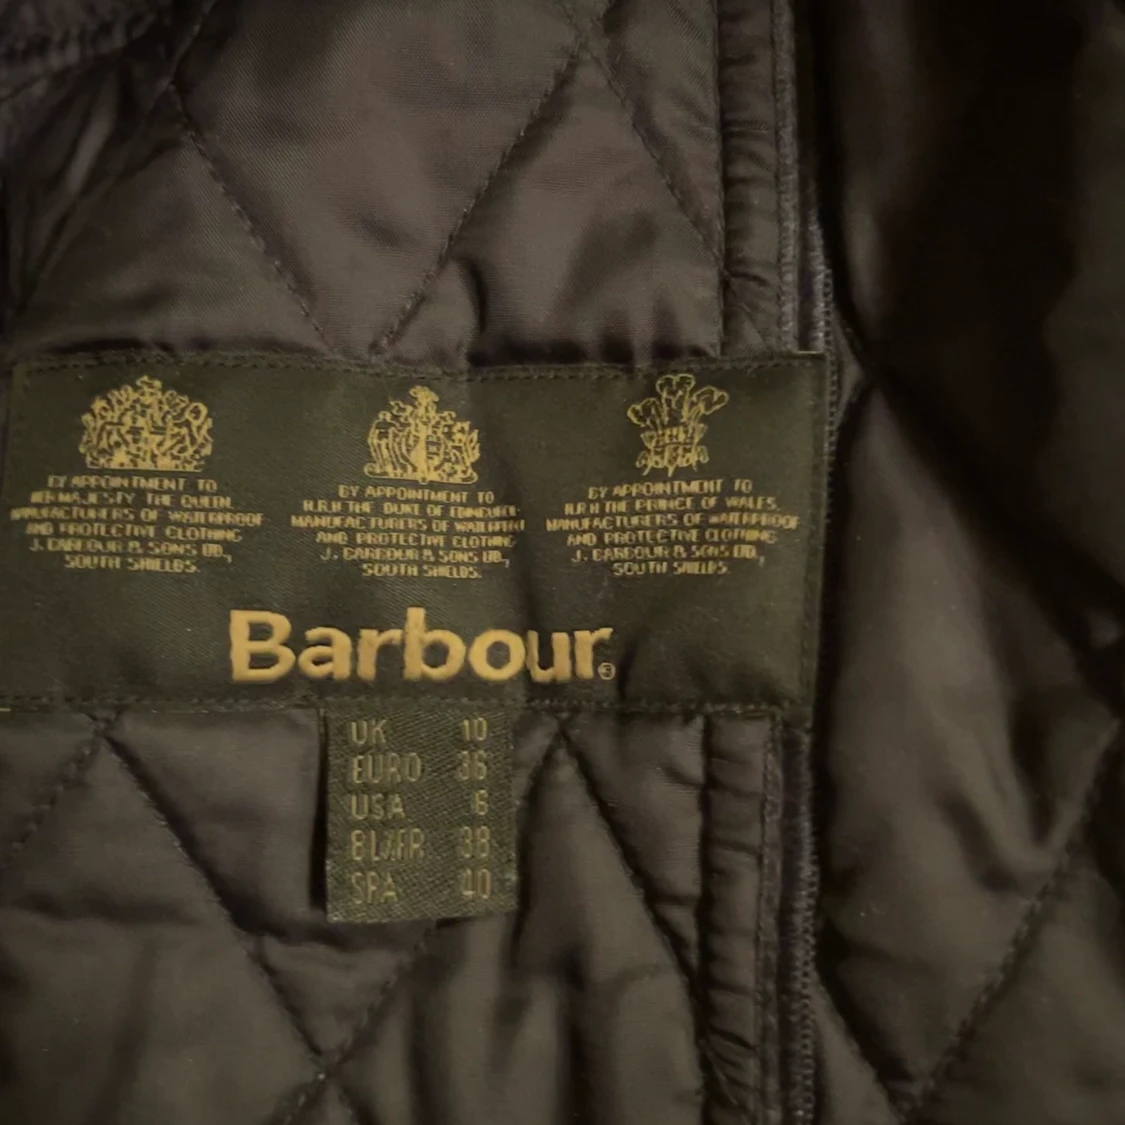 BY APPOINTMENT TO
HER MAJESTY THE QUEEN
MANUFACTURERS OF WATERPROOF
AND PROTECTIVE CLOTHING
J. BARBOUR & SONS LTD.,
SOUTH SHIELDS.
BY APPOINTMENT TO
H.R.H THE DUKE OF EDINBURGH
MANUFACTURERS OF WATERPROOF
AND PROTECTIVE CLOTHING
J. BARBOUR & SONS LTD.,
SOUTH SHIELDS.
BY APPOINTMENT TO
H.R.H THE PRINCE OF WALES.
MANUFACTURERS OF WATERPROOF
AND PROTECTIVE CLOTHING
J. BARBOUR & SONS LTD.,
SOUTH SHIELDS.
Barbour®
UK 10
EURO 36
USA 6
BL/FR 38
SPA 40